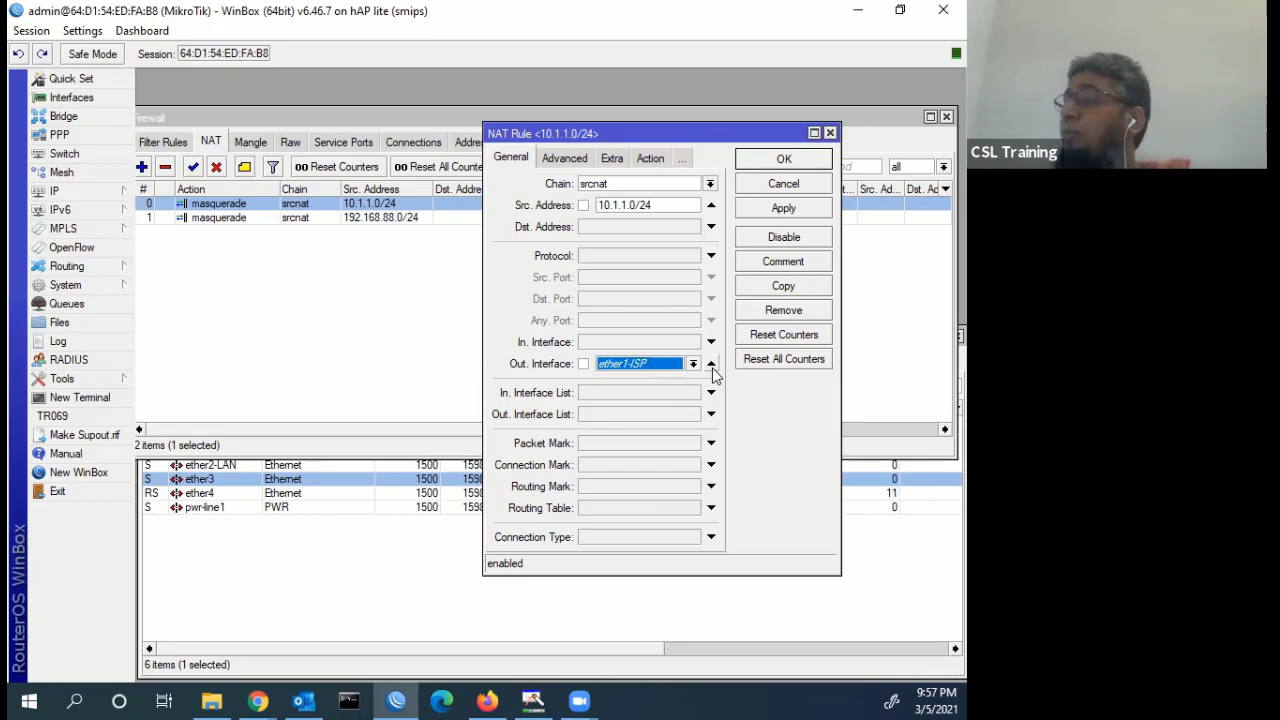 admin@64:D1:54:ED:FA:B8 (MikroTik) - WinBox (64bit) v6.46.7 on hAP lite (smips)
Session Settings Dashboard
Safe Mode Session: 64:D1:54:ED:FA:B8
Quick Set
Interfaces
Bridge
PPP
Switch
Mesh
IP
IPv6
MPLS
OpenFlow
Routing
System
Queues
Files
Log
RADIUS
Tools
New Terminal
TR069
Make Supout.rif
Manual
New WinBox
Exit
RouterOS WinBox
Firewall
Filter Rules NAT Mangle Raw Service Ports Connections
00 Reset Counters 00 Reset All all
# Action Chain Src. Address
0 masquerade srcnat 10.1.1.0/24
1 masquerade srcnat 192.168.88.0/24
2 items (1 selected)
S ether2-LAN Ethernet 1500 0
S ether3 Ethernet 1500 0
RS ether4 Ethernet 1500 11
S pwr-line1 PWR 1500 0
6 items (1 selected)
NAT Rule <10.1.1.0/24>
General Advanced Extra Action ...
Chain: srcnat
Src. Address: 10.1.1.0/24
Dst. Address:
Protocol:
Src. Port:
Dst. Port:
Any. Port:
In. Interface:
Out. Interface: ether1-ISP
In. Interface List:
Out. Interface List:
Packet Mark:
Connection Mark:
Routing Mark:
Routing Table:
Connection Type:
enabled
OK
Cancel
Apply
Disable
Comment
Copy
Remove
Reset Counters
Reset All Counters
CSL Training
9:57 PM
3/5/2021